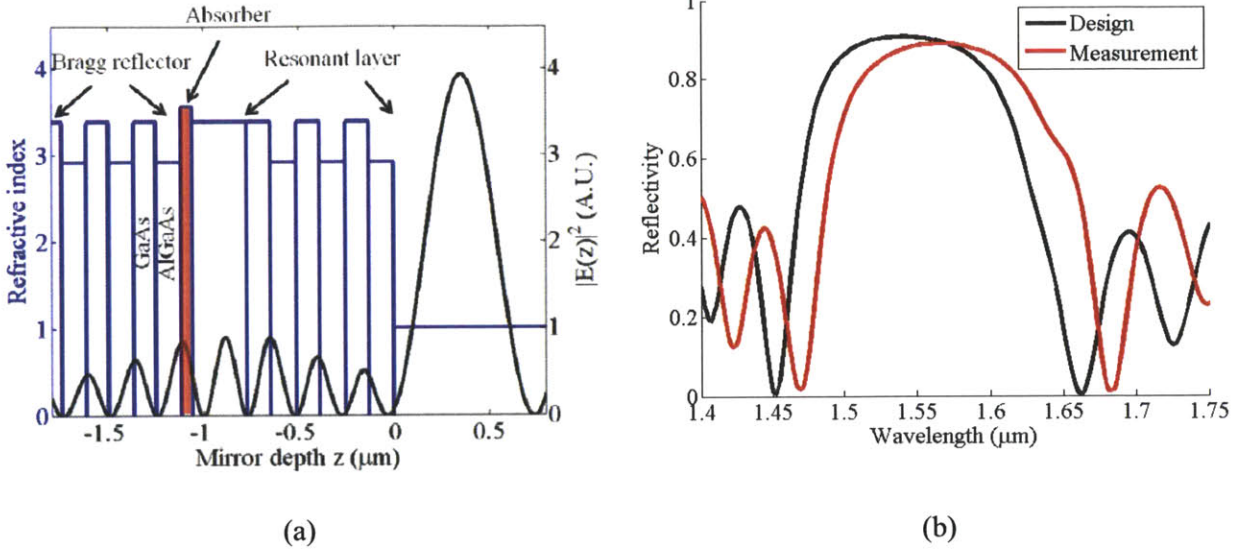 Absorber
Bragg reflector
Resonant layer
4
3
2
1
0
Refractive index
GaAs
AlGaAs
4
3
2
1
0
|E(z)|² (A.U.)
-1.5 -1 -0.5 0 0.5
Mirror depth z (μm)
(a)
1
0.8
0.6
0.4
0.2
0
Reflectivity
Design
Measurement
1.4 1.45 1.5 1.55 1.6 1.65 1.7 1.75
Wavelength (μm)
(b)